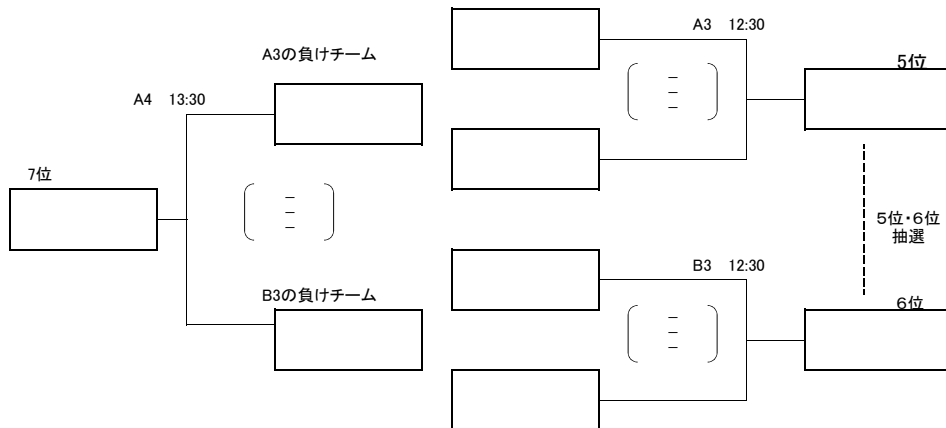 A3 12:30
A3の負けチーム
5位
A4 13:30
7位
－
－
－
－
－
－
5位・6位
抽選
B3 12:30
B3の負けチーム
6位
－
－
－